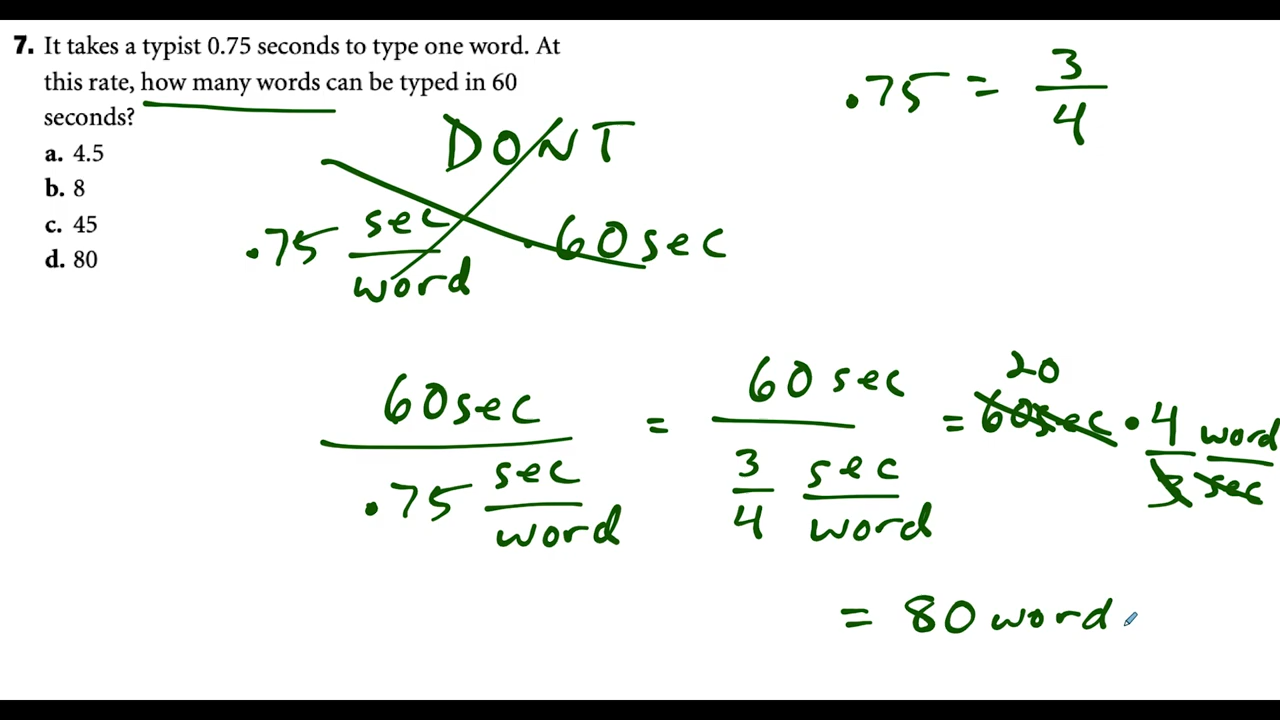 7. It takes a typist 0.75 seconds to type one word. At
this rate, how many words can be typed in 60
seconds?
a. 4.5
b. 8
c. 45
d. 80
.75 = 3/4
DONT
.75 sec/word · 60sec
60sec / .75 sec/word = 60 sec / 3/4 sec/word = 60sec · 4 word / 3 sec
20
= 80 word